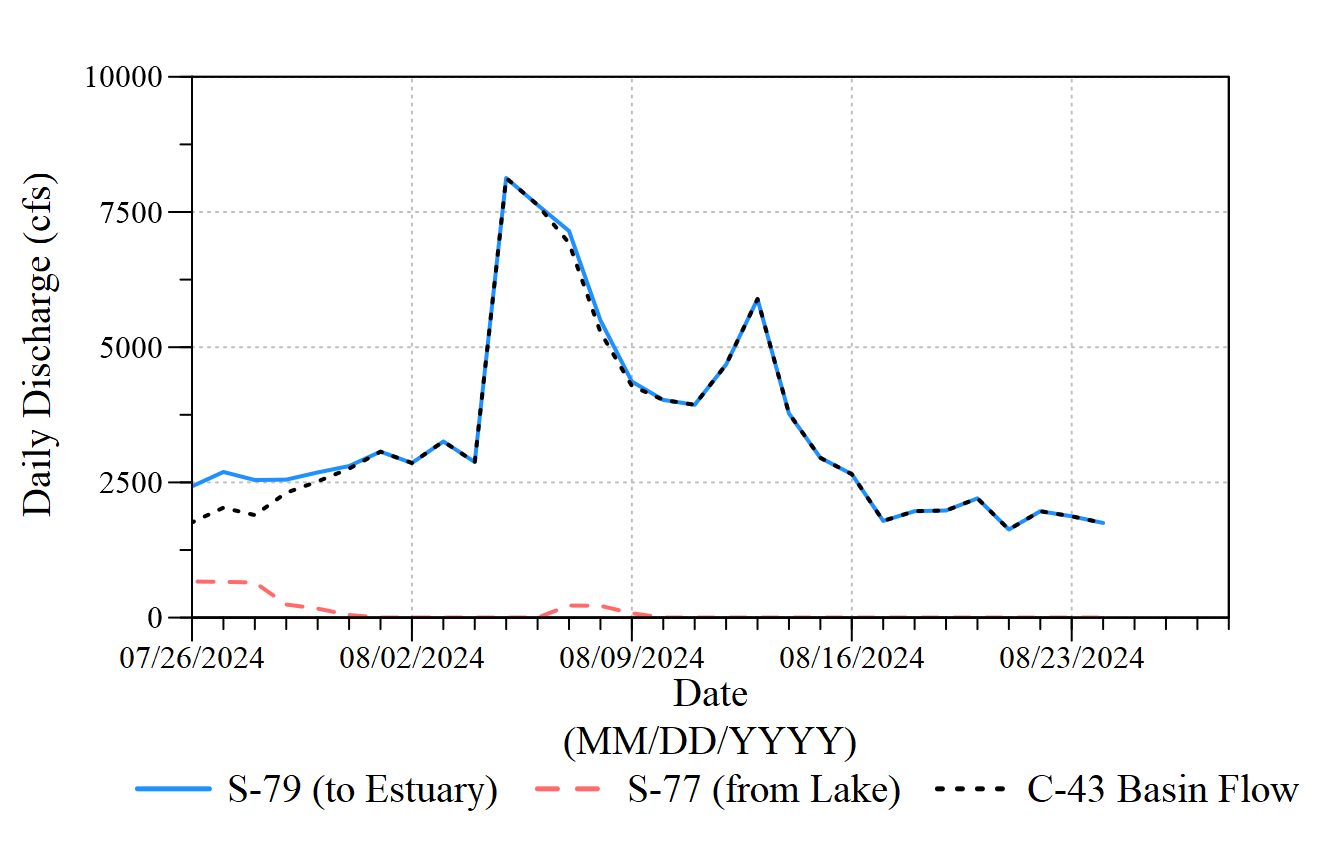 10000
7500
5000
2500
0
Daily Discharge (cfs)
07/26/2024 08/02/2024 08/09/2024 08/16/2024 08/23/2024
Date
(MM/DD/YYYY)
S-79 (to Estuary) S-77 (from Lake) C-43 Basin Flow